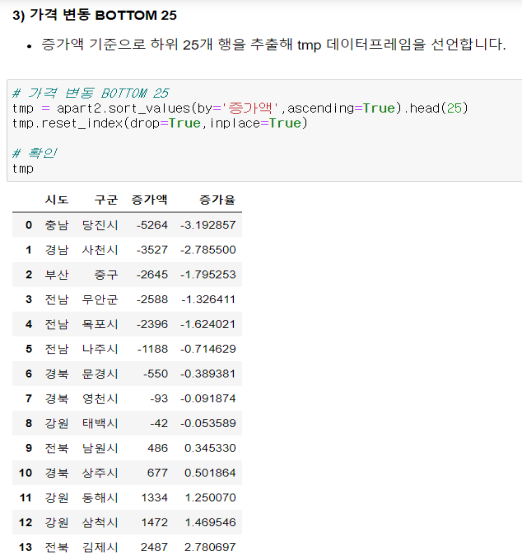 3) 가격 변동 BOTTOM 25
• 증가액 기준으로 하위 25개 행을 추출해 tmp 데이터프레임을 선언합니다.
# 가격 변동 BOTTOM 25
tmp = apart2.sort_values(by='증가액',ascending=True).head(25)
tmp.reset_index(drop=True,inplace=True)
# 확인
tmp
시도 구군 증가액 증가율
0 충남 당진시 -5264 -3.192857
1 경남 사천시 -3527 -2.785500
2 부산 중구 -2645 -1.795253
3 전남 무안군 -2588 -1.326411
4 전남 목포시 -2396 -1.624021
5 전남 나주시 -1188 -0.714629
6 경북 문경시 -550 -0.389381
7 경북 영천시 -93 -0.091874
8 강원 태백시 -42 -0.053589
9 전북 남원시 486 0.345330
10 경북 상주시 677 0.501864
11 강원 동해시 1334 1.250070
12 강원 삼척시 1472 1.469546
13 전북 김제시 2487 2.780697